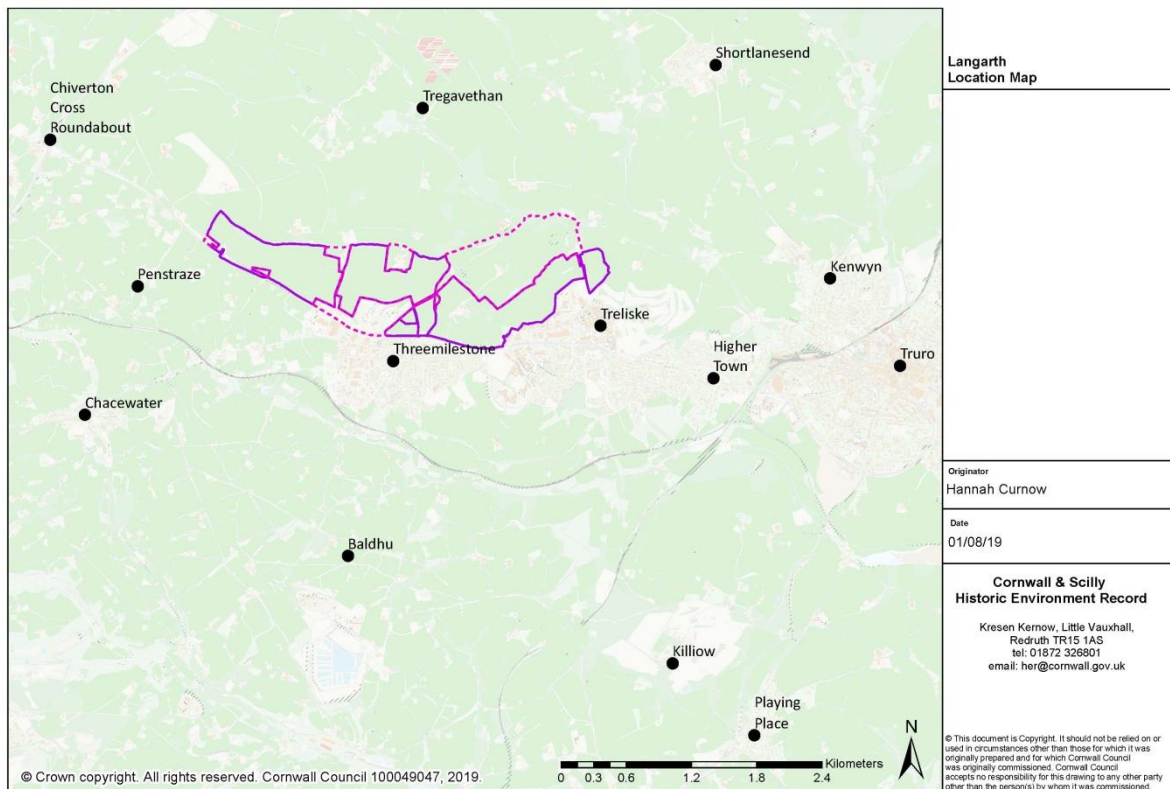 Shortlanesend
Chiverton
Cross
Roundabout
Tregavethan
Penstraze
Kenwyn
Treliske
Threemilestone
Higher
Town
Truro
Chacewater
Baldhu
Killiow
Playing
Place
N
Kilometers
0 0.3 0.6 1.2 1.8 2.4
© Crown copyright. All rights reserved. Cornwall Council 100049047, 2019.
Langarth
Location Map
Originator
Hannah Curnow
Date
01/08/19
Cornwall & Scilly
Historic Environment Record
Kresen Kernow, Little Vauxhall,
Redruth TR15 1AS
tel: 01872 326801
email: her@cornwall.gov.uk
© This document is Copyright. It should not be relied on or
used in circumstances other than those for which it was
originally prepared and for which Cornwall Council
was originally commissioned. Cornwall Council
accepts no responsibility for this drawing to any other party
other than the person(s) by whom it was commissioned.